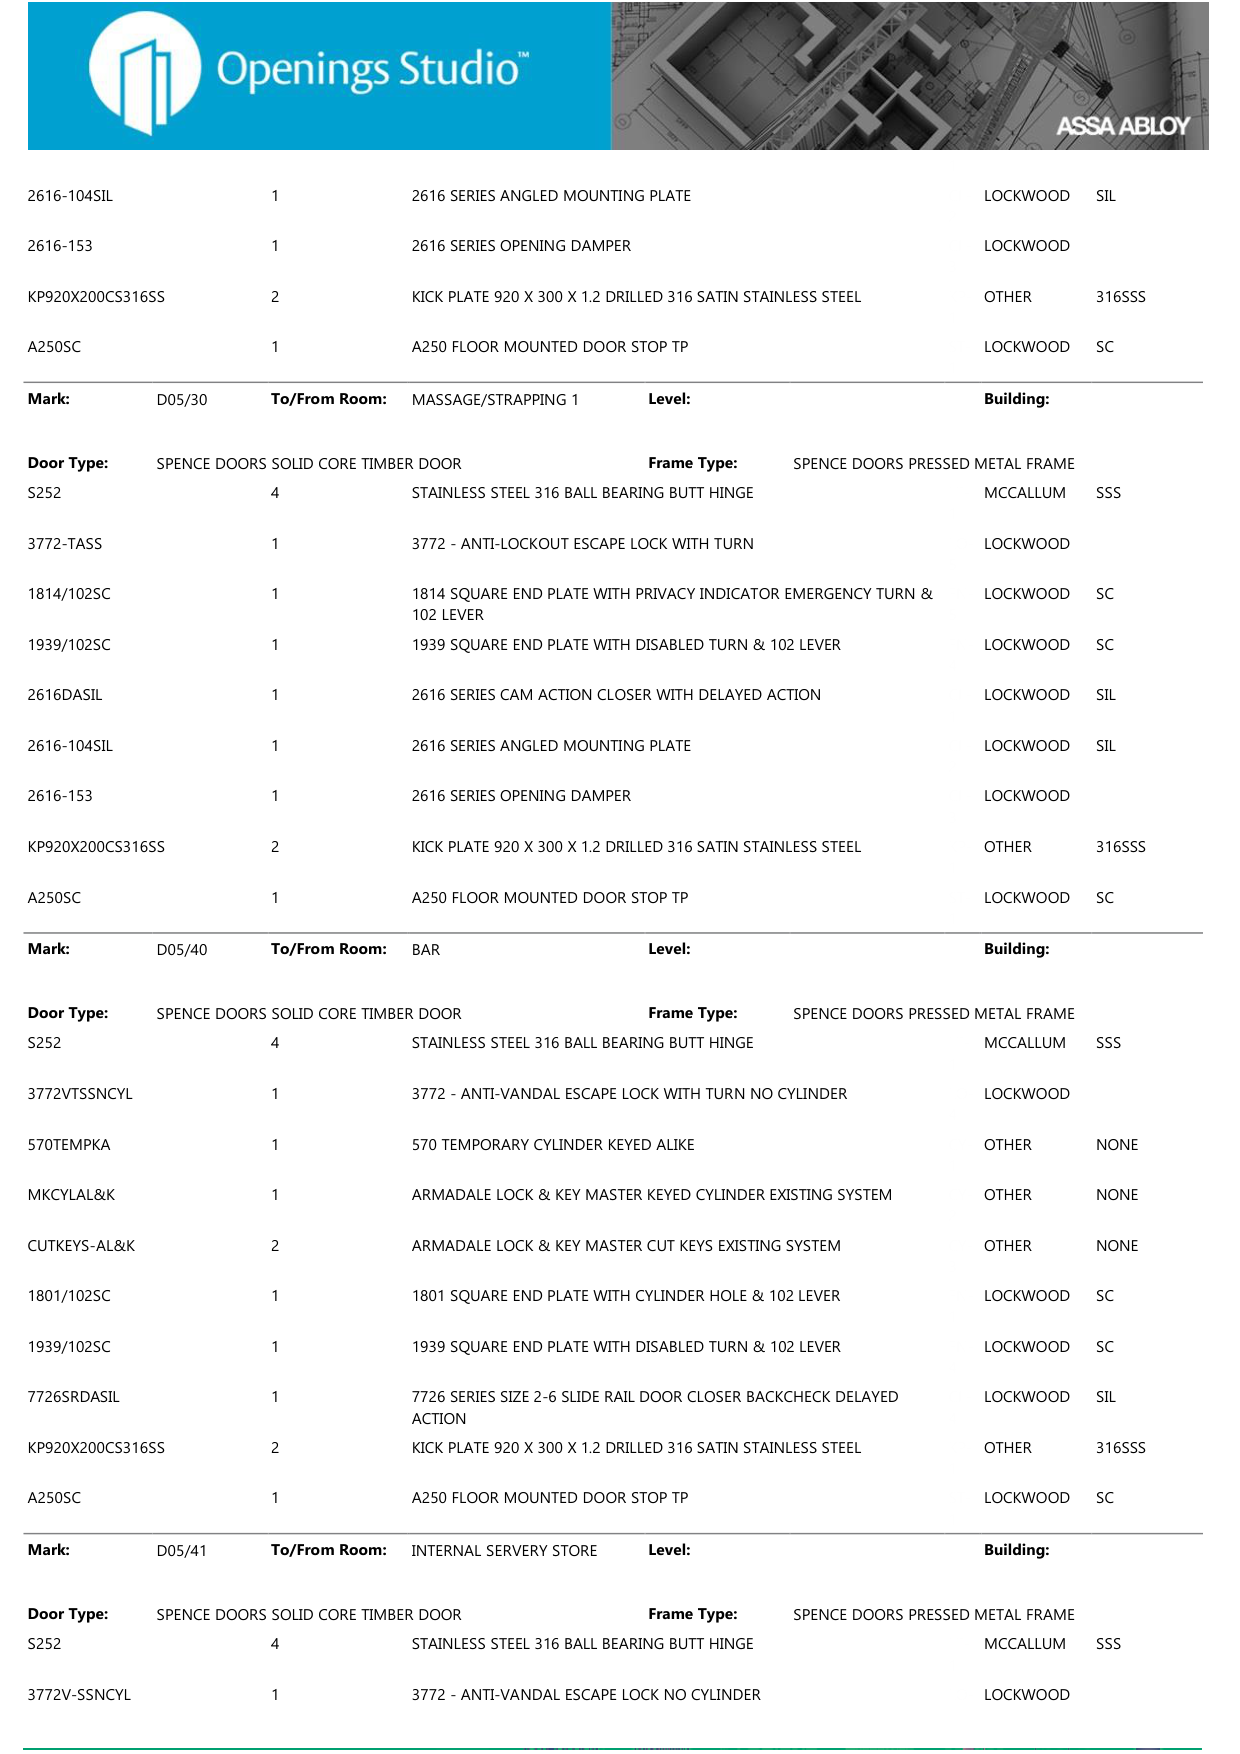 Openings Studio™
ASSA ABLOY
2616-104SIL 1 2616 SERIES ANGLED MOUNTING PLATE LOCKWOOD SIL
2616-153 1 2616 SERIES OPENING DAMPER LOCKWOOD
KP920X200CS316SS 2 KICK PLATE 920 X 300 X 1.2 DRILLED 316 SATIN STAINLESS STEEL OTHER 316SSS
A250SC 1 A250 FLOOR MOUNTED DOOR STOP TP LOCKWOOD SC
Mark: D05/30 To/From Room: MASSAGE/STRAPPING 1 Level: Building:
Door Type: SPENCE DOORS SOLID CORE TIMBER DOOR Frame Type: SPENCE DOORS PRESSED METAL FRAME
S252 4 STAINLESS STEEL 316 BALL BEARING BUTT HINGE MCCALLUM SSS
3772-TASS 1 3772 - ANTI-LOCKOUT ESCAPE LOCK WITH TURN LOCKWOOD
1814/102SC 1 1814 SQUARE END PLATE WITH PRIVACY INDICATOR EMERGENCY TURN & LOCKWOOD SC
102 LEVER
1939/102SC 1 1939 SQUARE END PLATE WITH DISABLED TURN & 102 LEVER LOCKWOOD SC
2616DASIL 1 2616 SERIES CAM ACTION CLOSER WITH DELAYED ACTION LOCKWOOD SIL
2616-104SIL 1 2616 SERIES ANGLED MOUNTING PLATE LOCKWOOD SIL
2616-153 1 2616 SERIES OPENING DAMPER LOCKWOOD
KP920X200CS316SS 2 KICK PLATE 920 X 300 X 1.2 DRILLED 316 SATIN STAINLESS STEEL OTHER 316SSS
A250SC 1 A250 FLOOR MOUNTED DOOR STOP TP LOCKWOOD SC
Mark: D05/40 To/From Room: BAR Level: Building:
Door Type: SPENCE DOORS SOLID CORE TIMBER DOOR Frame Type: SPENCE DOORS PRESSED METAL FRAME
S252 4 STAINLESS STEEL 316 BALL BEARING BUTT HINGE MCCALLUM SSS
3772VTSSNCYL 1 3772 - ANTI-VANDAL ESCAPE LOCK WITH TURN NO CYLINDER LOCKWOOD
570TEMPKA 1 570 TEMPORARY CYLINDER KEYED ALIKE OTHER NONE
MKCYLAL&K 1 ARMADALE LOCK & KEY MASTER KEYED CYLINDER EXISTING SYSTEM OTHER NONE
CUTKEYS-AL&K 2 ARMADALE LOCK & KEY MASTER CUT KEYS EXISTING SYSTEM OTHER NONE
1801/102SC 1 1801 SQUARE END PLATE WITH CYLINDER HOLE & 102 LEVER LOCKWOOD SC
1939/102SC 1 1939 SQUARE END PLATE WITH DISABLED TURN & 102 LEVER LOCKWOOD SC
7726SRDASIL 1 7726 SERIES SIZE 2-6 SLIDE RAIL DOOR CLOSER BACKCHECK DELAYED LOCKWOOD SIL
ACTION
KP920X200CS316SS 2 KICK PLATE 920 X 300 X 1.2 DRILLED 316 SATIN STAINLESS STEEL OTHER 316SSS
A250SC 1 A250 FLOOR MOUNTED DOOR STOP TP LOCKWOOD SC
Mark: D05/41 To/From Room: INTERNAL SERVERY STORE Level: Building:
Door Type: SPENCE DOORS SOLID CORE TIMBER DOOR Frame Type: SPENCE DOORS PRESSED METAL FRAME
S252 4 STAINLESS STEEL 316 BALL BEARING BUTT HINGE MCCALLUM SSS
3772V-SSNCYL 1 3772 - ANTI-VANDAL ESCAPE LOCK NO CYLINDER LOCKWOOD